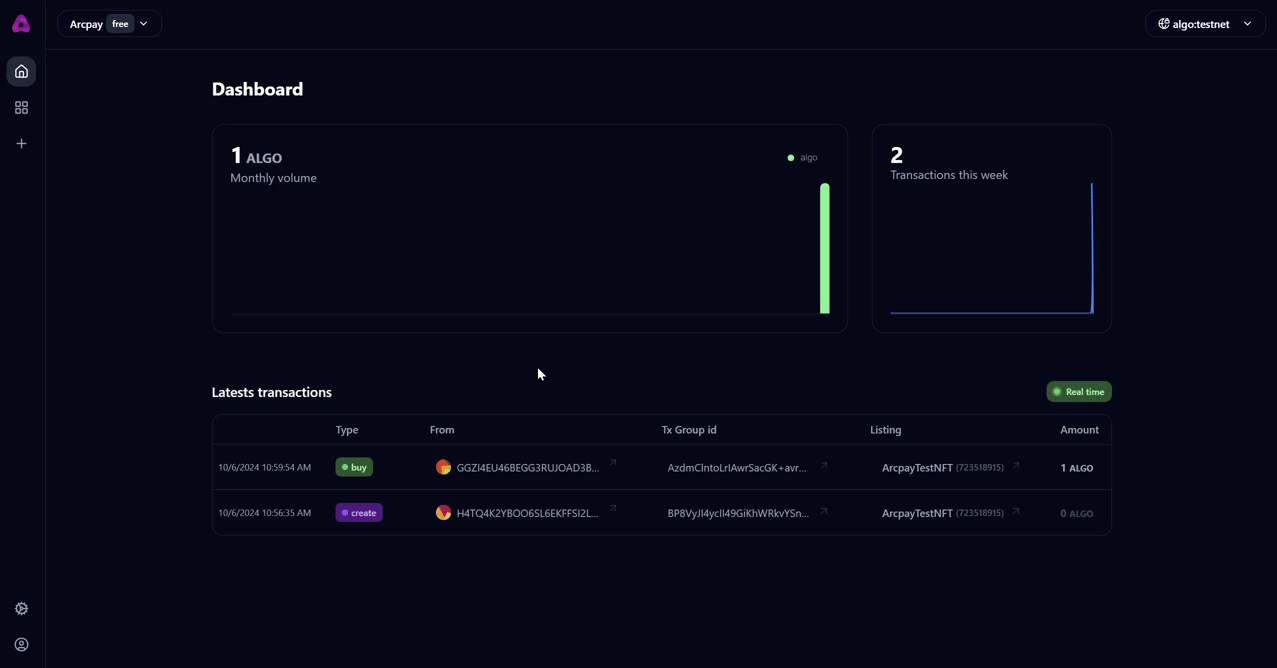 Arcpay free
algo:testnet
Dashboard
1 ALGO
Monthly volume
algo
2
Transactions this week
Latests transactions
Real time
Type From Tx Group id Listing Amount
10/6/2024 10:59:54 AM buy GGZI4EU46BEGG3RUJOAD3B... AzdmCIntoLrIAwrSacGK+avr... ArcpayTestNFT (723518915) 1 ALGO
10/6/2024 10:56:35 AM create H4TQ4K2YBOO6SL6EKFFSI2L... BP8VyJI4ycII49GiKhWRkvYSn... ArcpayTestNFT (723518915) 0 ALGO